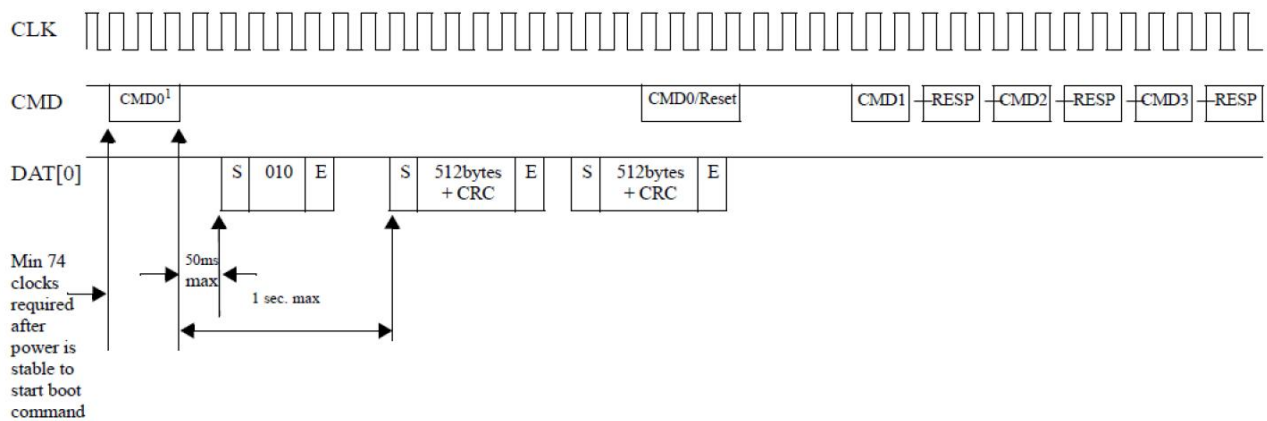 CLK
CMD
CMD0¹
CMD0/Reset
CMD1
RESP
CMD2
RESP
CMD3
RESP
DAT[0]
S
010
E
S
512bytes
+ CRC
E
S
512bytes
+ CRC
E
Min 74
clocks
required
after
power is
stable to
start boot
command
50ms
max
1 sec. max